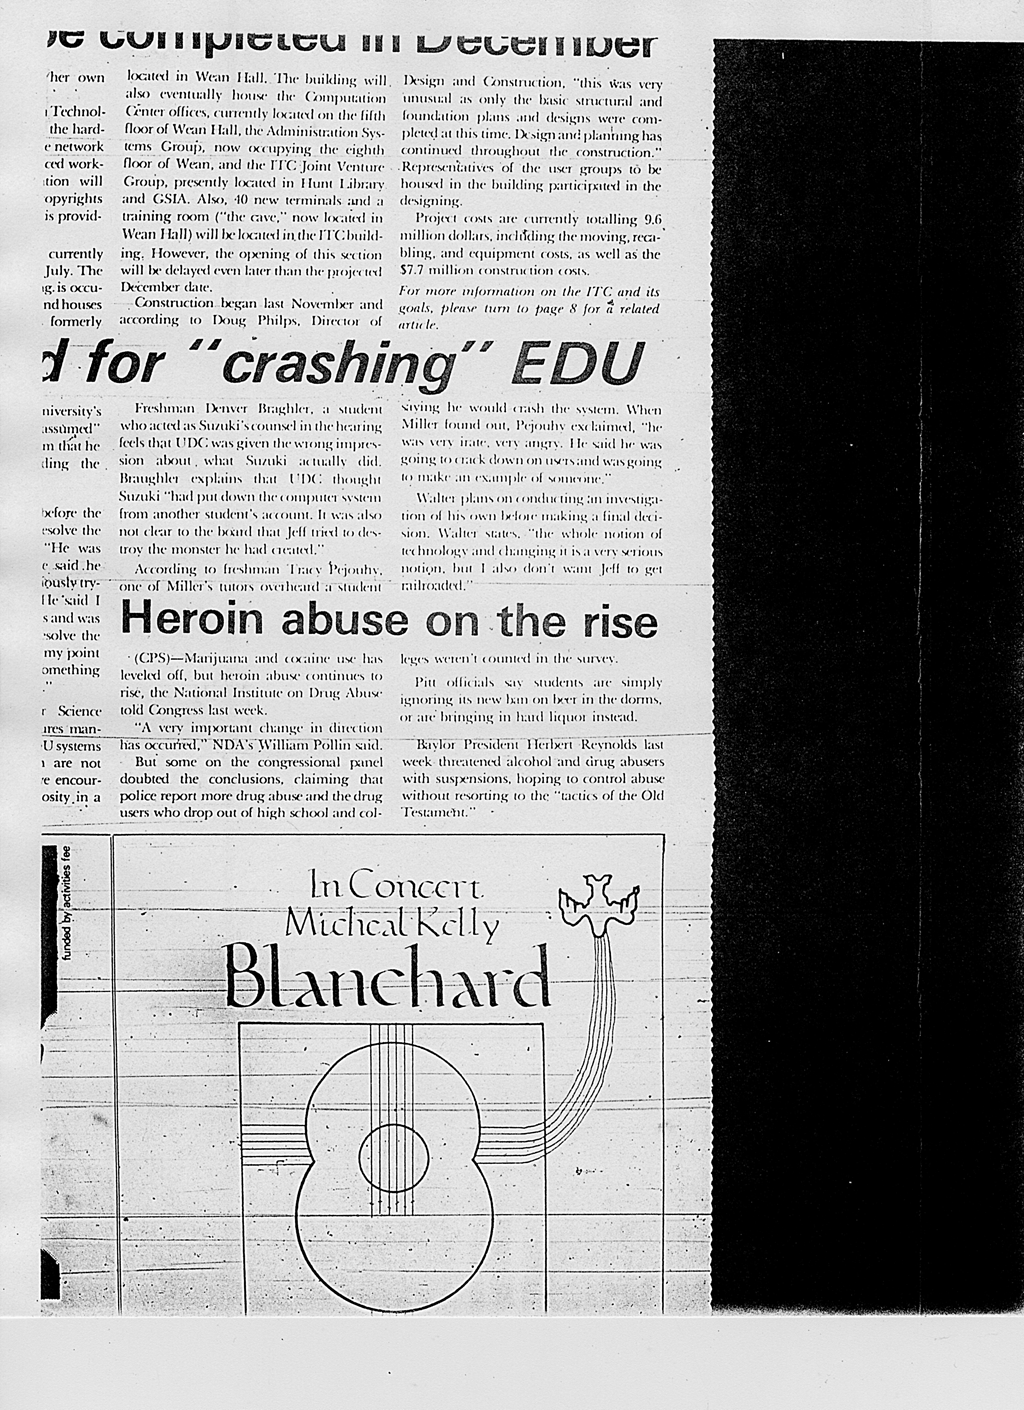 be completed in December
her own
Technol-
the hard-
e network
ced work-
tion will
opyrights
is provid-
currently
July. The
g. is occu-
nd houses
formerly
located in Wean Hall. The building will
also eventually house the Computation
Center offices, currently located on the fifth
floor of Wean Hall, the Administration Sys-
tems Group, now occupying the eighth
floor of Wean, and the ITC Joint Venture
Group, presently located in Hunt Library
and GSIA. Also, 40 new terminals and a
training room ("the cave," now located in
Wean Hall) will be located in the ITC build-
ing. However, the opening of this section
will be delayed even later than the projected
December date.
Construction began last November and
according to Doug Philps, Director of
Design and Construction, "this was very
unusual as only the basic structural and
foundation plans and designs were com-
pleted at this time. Design and planning has
continued throughout the construction."
Representatives of the user groups to be
housed in the building participated in the
designing.
Project costs are currently totalling 9.6
million dollars, including the moving, reca-
bling, and equipment costs, as well as the
$7.7 million construction costs.
For more information on the ITC and its
goals, please turn to page 8 for a related
article.
d for "crashing" EDU
niversity's
assumed"
m that he
ding the
before the
esolve the
"He was
e said he
iously try-
He said I
s and was
solve the
my point
omething
."
r Science
ures man-
U systems
are not
e encour-
osity in a
Freshman Denver Braghler, a student
who acted as Suzuki's counsel in the hearing
feels that UDC was given the wrong impres-
sion about what Suzuki actually did.
Braughler explains that UDC thought
Suzuki "had put down the computer system
from another student's account. It was also
not clear to the board that Jeff tried to des-
troy the monster he had created."
According to freshman Tracy Pejouhy,
one of Miller's tutors overheard a student
saying he would crash the system. When
Miller found out, Pejouhy exclaimed, "he
was very irate, very angry. He said he was
going to crack down on users and was going
to make an example of someone."
Walter plans on conducting an investiga-
tion of his own before making a final deci-
sion. Walter states, "the whole notion of
technology and changing it is a very serious
notion, but I also don't want Jeff to get
railroaded."
Heroin abuse on the rise
(CPS)—Marijuana and cocaine use has
leveled off, but heroin abuse continues to
rise, the National Institute on Drug Abuse
told Congress last week.
"A very important change in direction
has occurred," NDA's William Pollin said.
But some on the congressional panel
doubted the conclusions, claiming that
police report more drug abuse and the drug
users who drop out of high school and col-
leges weren't counted in the survey.
Pitt officials say students are simply
ignoring its new ban on beer in the dorms,
or are bringing in hard liquor instead.
Baylor President Herbert Reynolds last
week threatened alcohol and drug abusers
with suspensions, hoping to control abuse
without resorting to the "tactics of the Old
Testament."
funded by activities fee
In Concert
Micheal Kelly
Blanchard